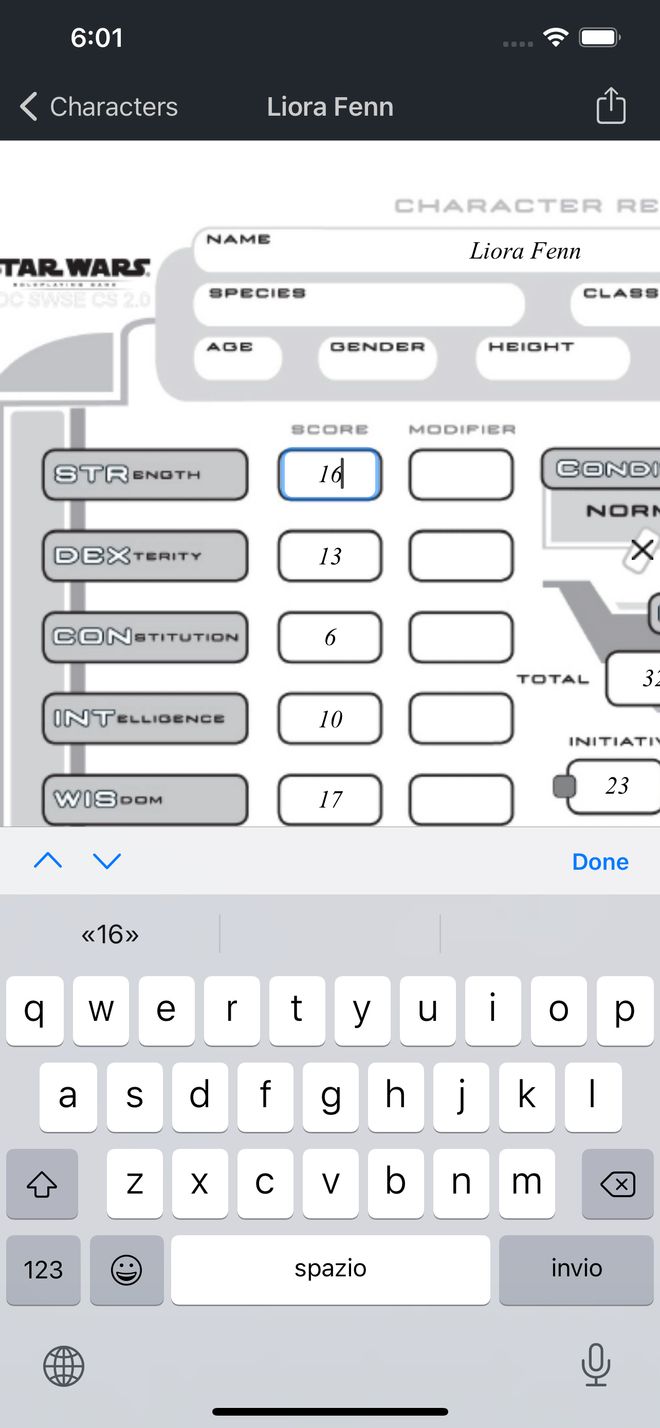 6:01
Characters
Liora Fenn
CHARACTER RE
NAME
Liora Fenn
STAR WARS
ROLEPLAYING GAME
OC SWSE CS 2.0
SPECIES
CLASS
AGE
GENDER
HEIGHT
SCORE
MODIFIER
STRENGTH
16
CONDI
NORM
DEXTERITY
13
CONSTITUTION
6
TOTAL
32
INTELLIGENCE
10
INITIATIV
WISDOM
17
23
Done
«16»
q w e r t y u i o p
a s d f g h j k l
z x c v b n m
123
spazio
invio